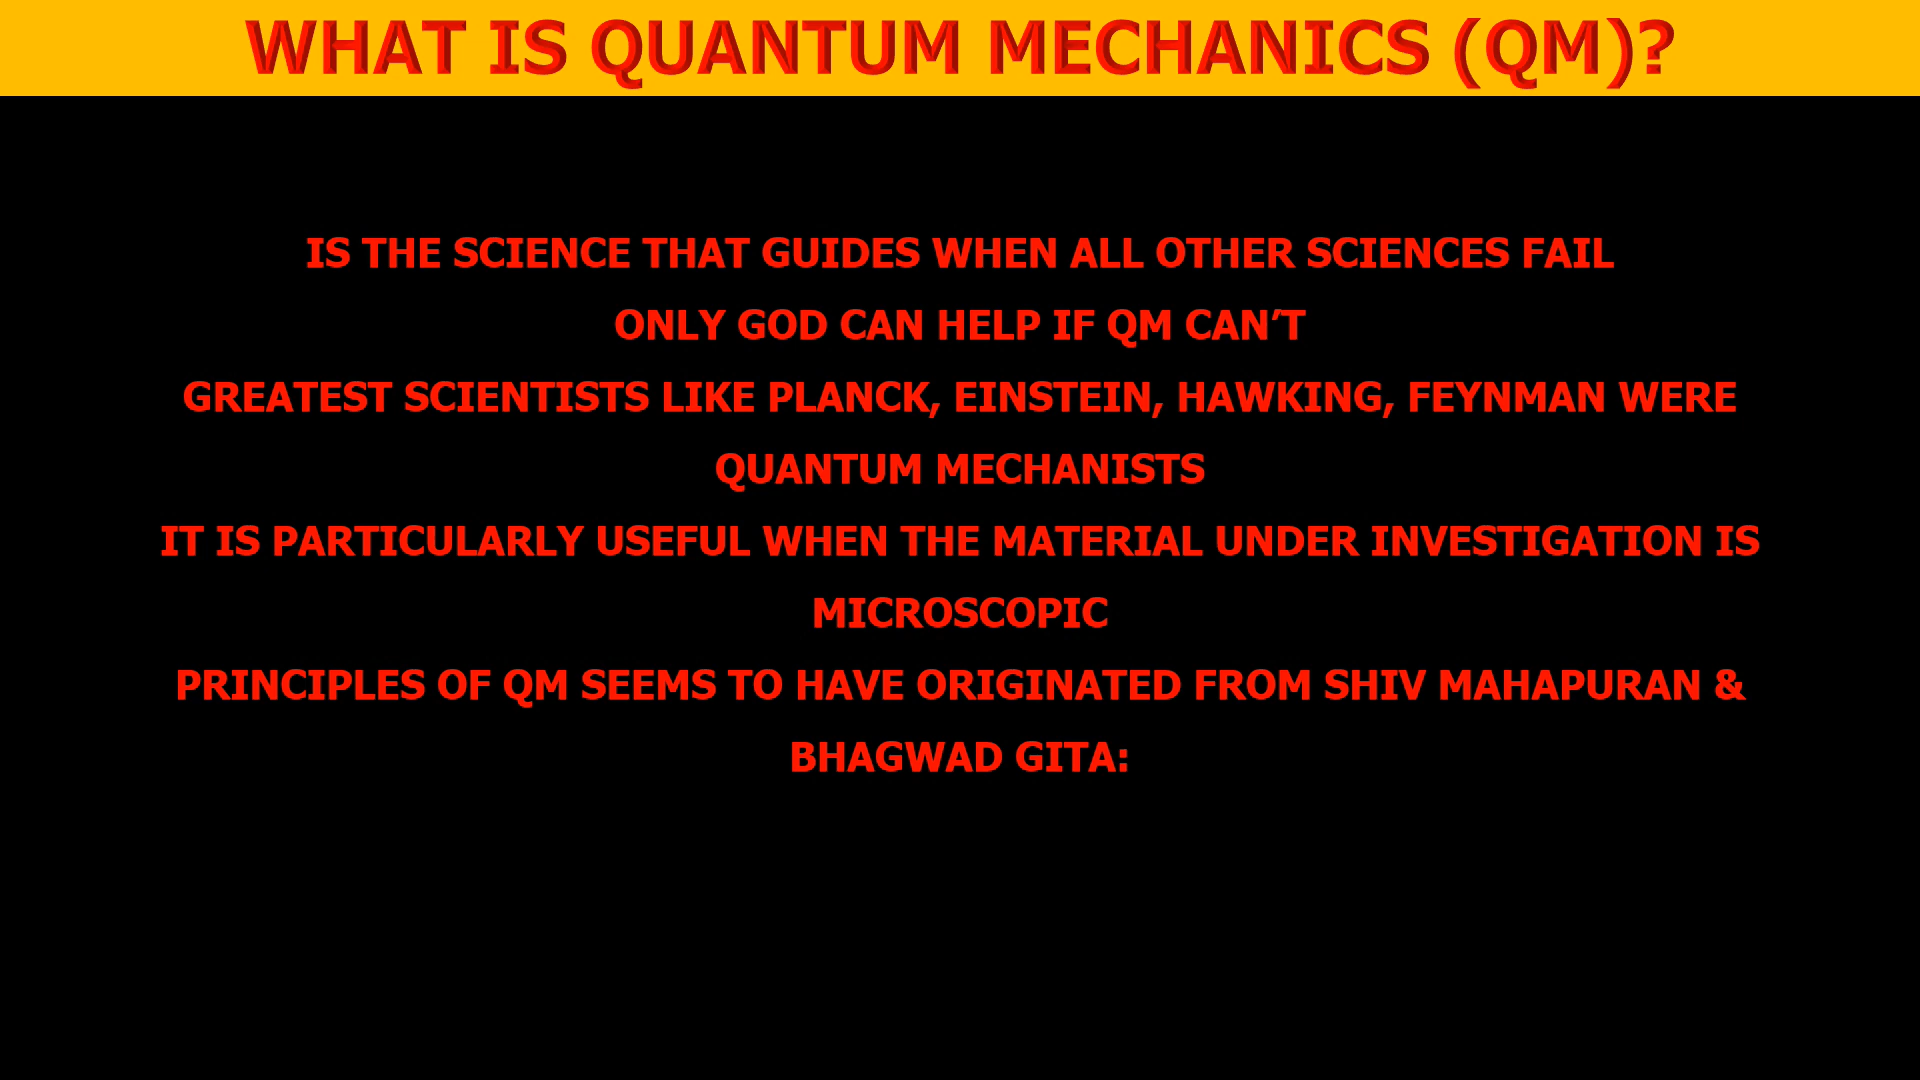 WHAT IS QUANTUM MECHANICS (QM)?
IS THE SCIENCE THAT GUIDES WHEN ALL OTHER SCIENCES FAIL
ONLY GOD CAN HELP IF QM CAN’T
GREATEST SCIENTISTS LIKE PLANCK, EINSTEIN, HAWKING, FEYNMAN WERE
QUANTUM MECHANISTS
IT IS PARTICULARLY USEFUL WHEN THE MATERIAL UNDER INVESTIGATION IS
MICROSCOPIC
PRINCIPLES OF QM SEEMS TO HAVE ORIGINATED FROM SHIV MAHAPURAN &
BHAGWAD GITA: